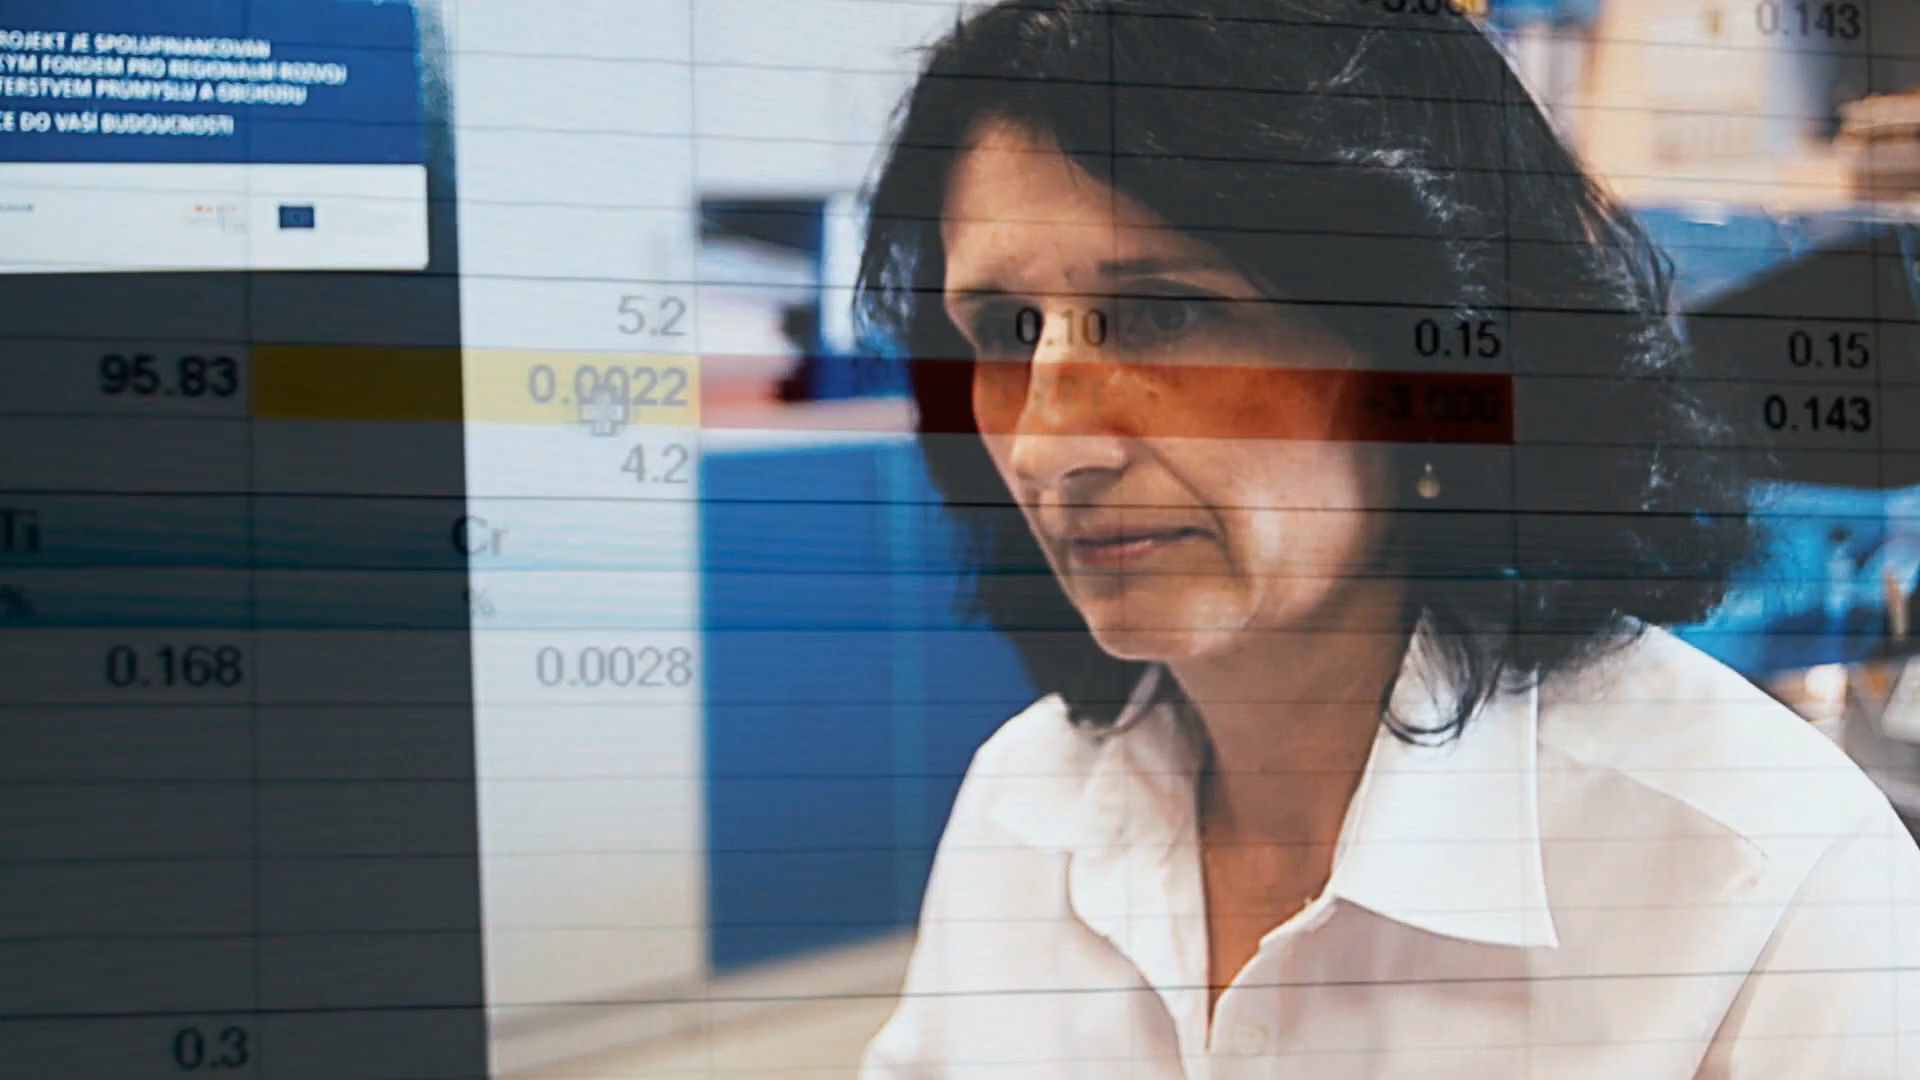 0.143
ROJEKT JE SPOLUFINANCOVÁN
KÝM FONDEM PRO REGIONÁLNÍ ROZVOJ
TERSTVEM PRŮMYSLU A OBCHODU
CE DO VAŠÍ BUDOUCNOSTI
5.2 0.10 0.15 0.15
95.83 0.0022 -3.000 0.143
4.2
Ti Cr
% %
0.168 0.0028
0.3